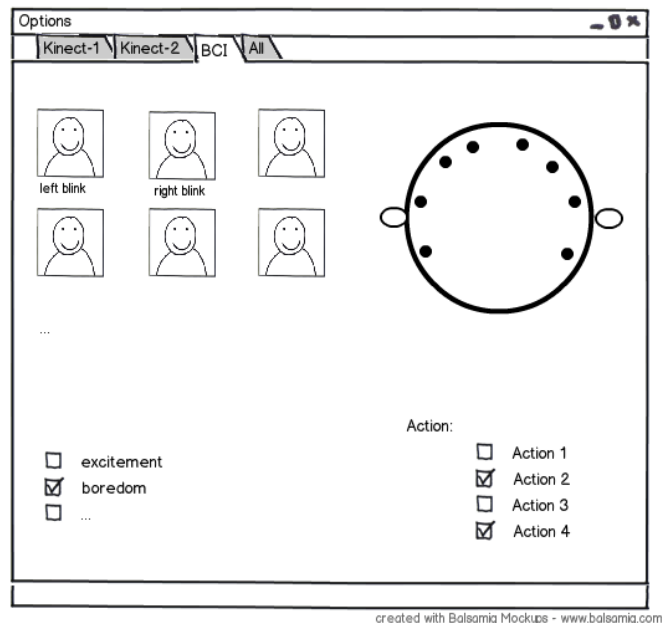 Options
Kinect-1 Kinect-2 BCI All
left blink right blink
...
Action:
excitement
boredom
...
Action 1
Action 2
Action 3
Action 4
created with Balsamiq Mockups - www.balsamiq.com